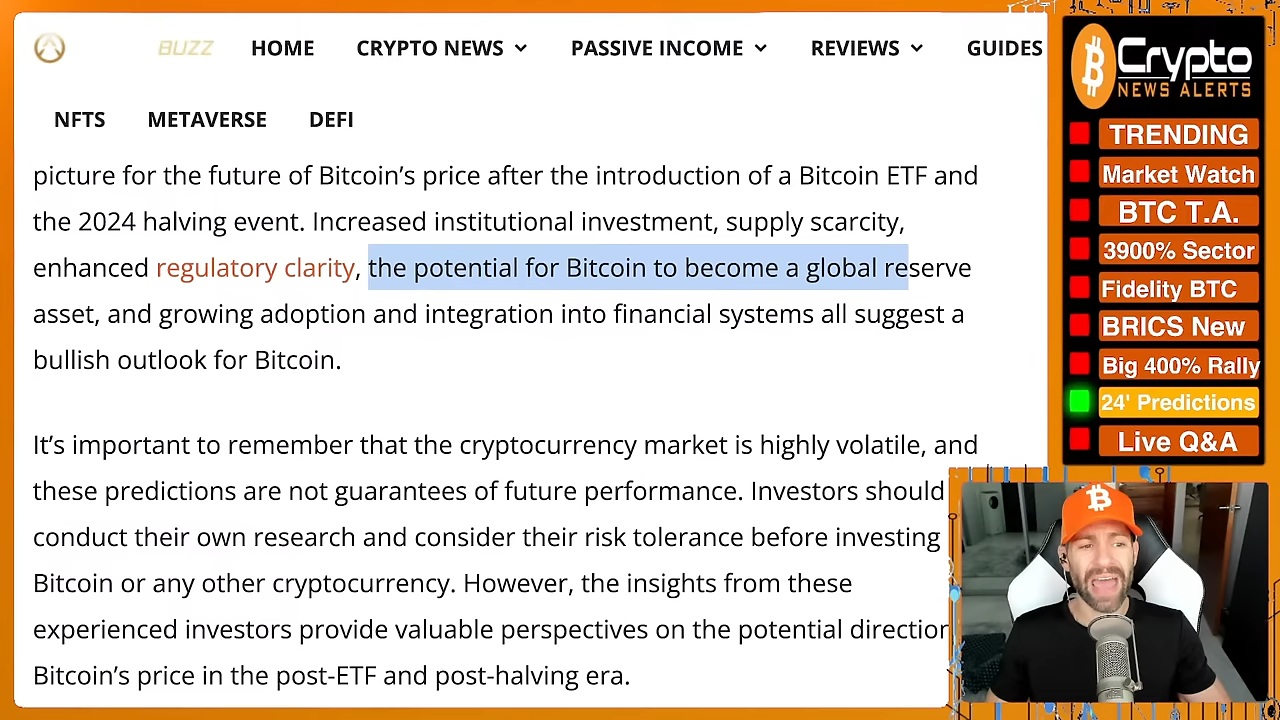 BUZZ HOME CRYPTO NEWS PASSIVE INCOME REVIEWS GUIDES
NFTS METAVERSE DEFI
picture for the future of Bitcoin’s price after the introduction of a Bitcoin ETF and
the 2024 halving event. Increased institutional investment, supply scarcity,
enhanced regulatory clarity, the potential for Bitcoin to become a global reserve
asset, and growing adoption and integration into financial systems all suggest a
bullish outlook for Bitcoin.
It’s important to remember that the cryptocurrency market is highly volatile, and
these predictions are not guarantees of future performance. Investors should
conduct their own research and consider their risk tolerance before investing
Bitcoin or any other cryptocurrency. However, the insights from these
experienced investors provide valuable perspectives on the potential direction
Bitcoin’s price in the post-ETF and post-halving era.
Crypto
NEWS ALERTS
TRENDING
Market Watch
BTC T.A.
3900% Sector
Fidelity BTC
BRICS New
Big 400% Rally
24' Predictions
Live Q&A